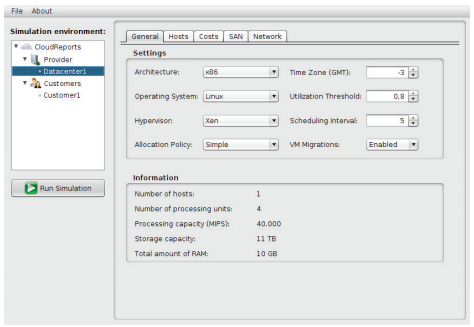 File About
Simulation environment:
CloudReports
Provider
Datacenter1
Customers
Customer1
Run Simulation
General Hosts Costs SAN Network
Settings
Architecture: x86 Time Zone (GMT): -3
Operating System: Linux Utilization Threshold: 0,8
Hypervisor: Xen Scheduling Interval: 5
Allocation Policy: Simple VM Migrations: Enabled
Information
Number of hosts: 1
Number of processing units: 4
Processing capacity (MIPS): 40.000
Storage capacity: 11 TB
Total amount of RAM: 10 GB